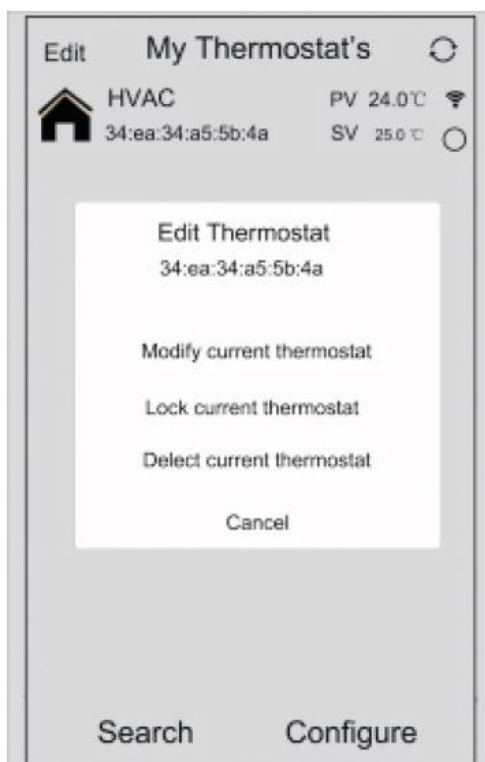 Edit My Thermostat's
HVAC PV 24.0℃
34:ea:34:a5:5b:4a SV 25.0 ℃
Edit Thermostat
34:ea:34:a5:5b:4a
Modify current thermostat
Lock current thermostat
Delect current thermostat
Cancel
Search Configure